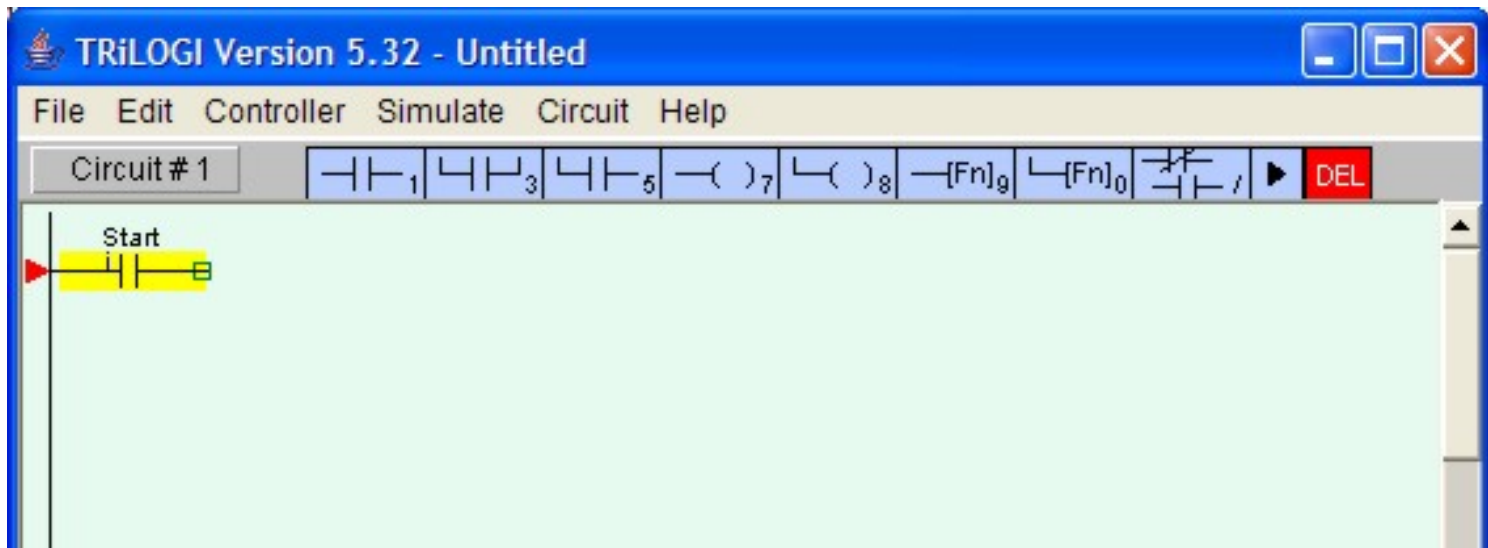 TRiLOGI Version 5.32 - Untitled
File Edit Controller Simulate Circuit Help
Circuit # 1 1 3 5 ( )7 ( )8 [Fn]9 [Fn]0 / DEL
Start
i